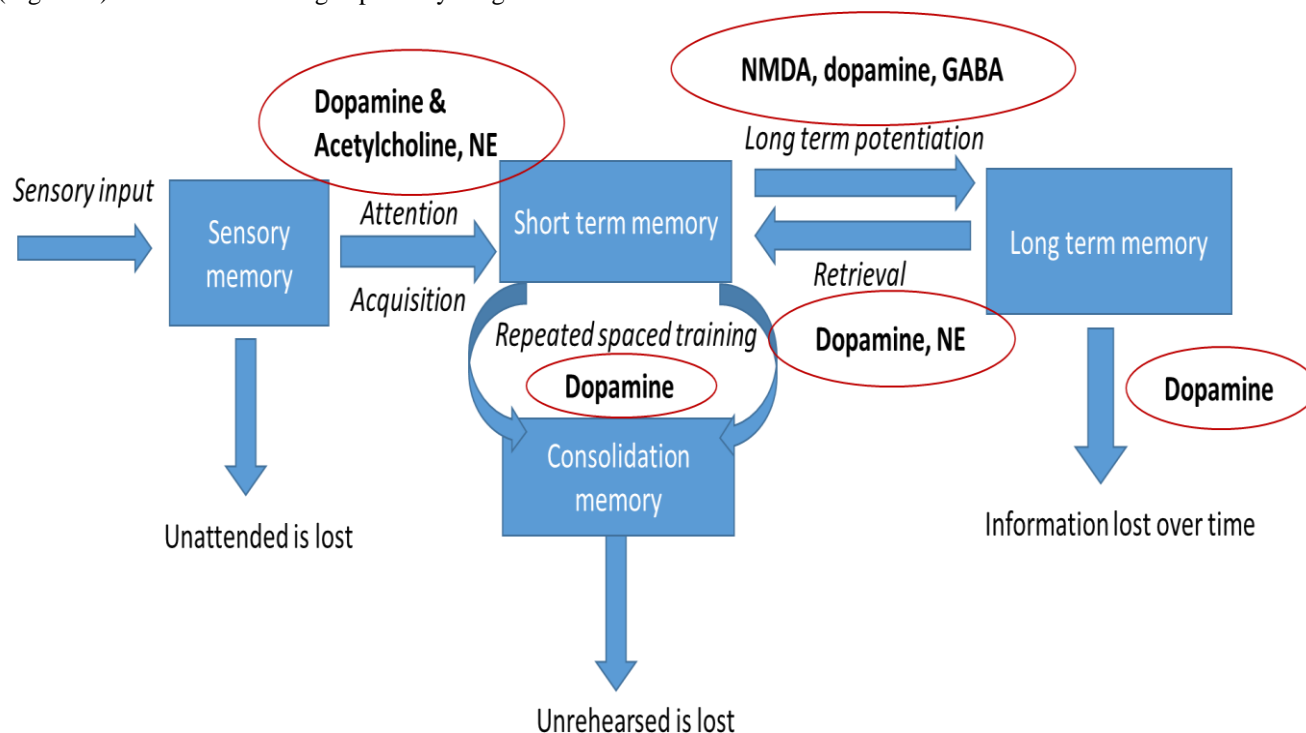 Dopamine &
Acetylcholine, NE
NMDA, dopamine, GABA
Long term potentiation
Sensory input
Sensory
memory
Attention
Acquisition
Short term memory
Retrieval
Long term memory
Repeated spaced training
Dopamine
Dopamine, NE
Dopamine
Consolidation
memory
Unattended is lost
Information lost over time
Unrehearsed is lost